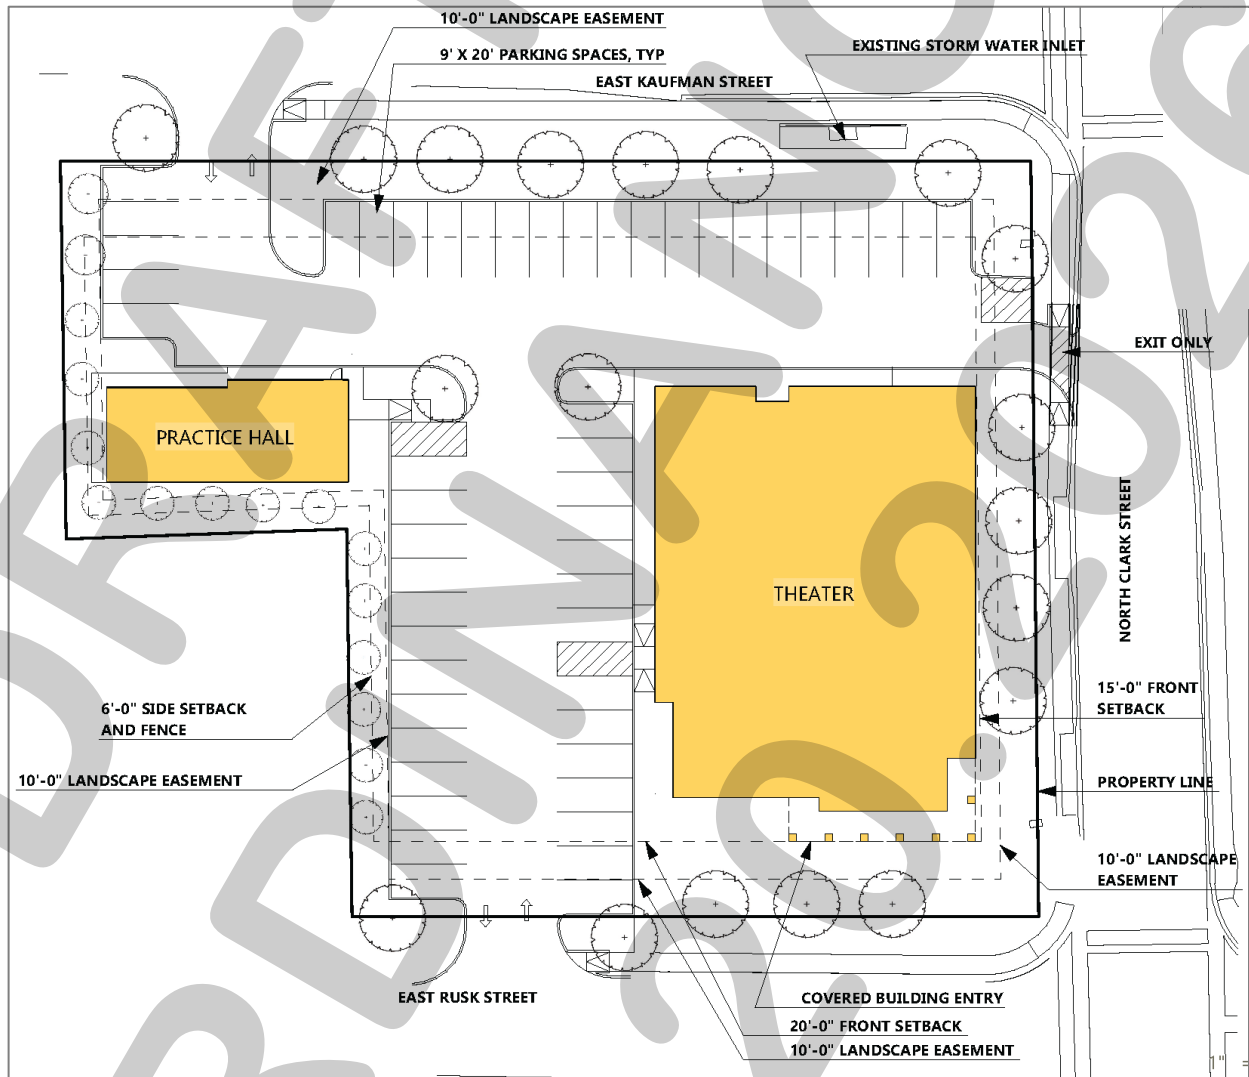 10'-0" LANDSCAPE EASEMENT
9' X 20' PARKING SPACES, TYP
EXISTING STORM WATER INLET
EAST KAUFMAN STREET
EXIT ONLY
PRACTICE HALL
THEATER
NORTH CLARK STREET
6'-0" SIDE SETBACK
AND FENCE
15'-0" FRONT
SETBACK
10'-0" LANDSCAPE EASEMENT
PROPERTY LINE
10'-0" LANDSCAPE
EASEMENT
EAST RUSK STREET
COVERED BUILDING ENTRY
20'-0" FRONT SETBACK
10'-0" LANDSCAPE EASEMENT
1" =
DRAFT